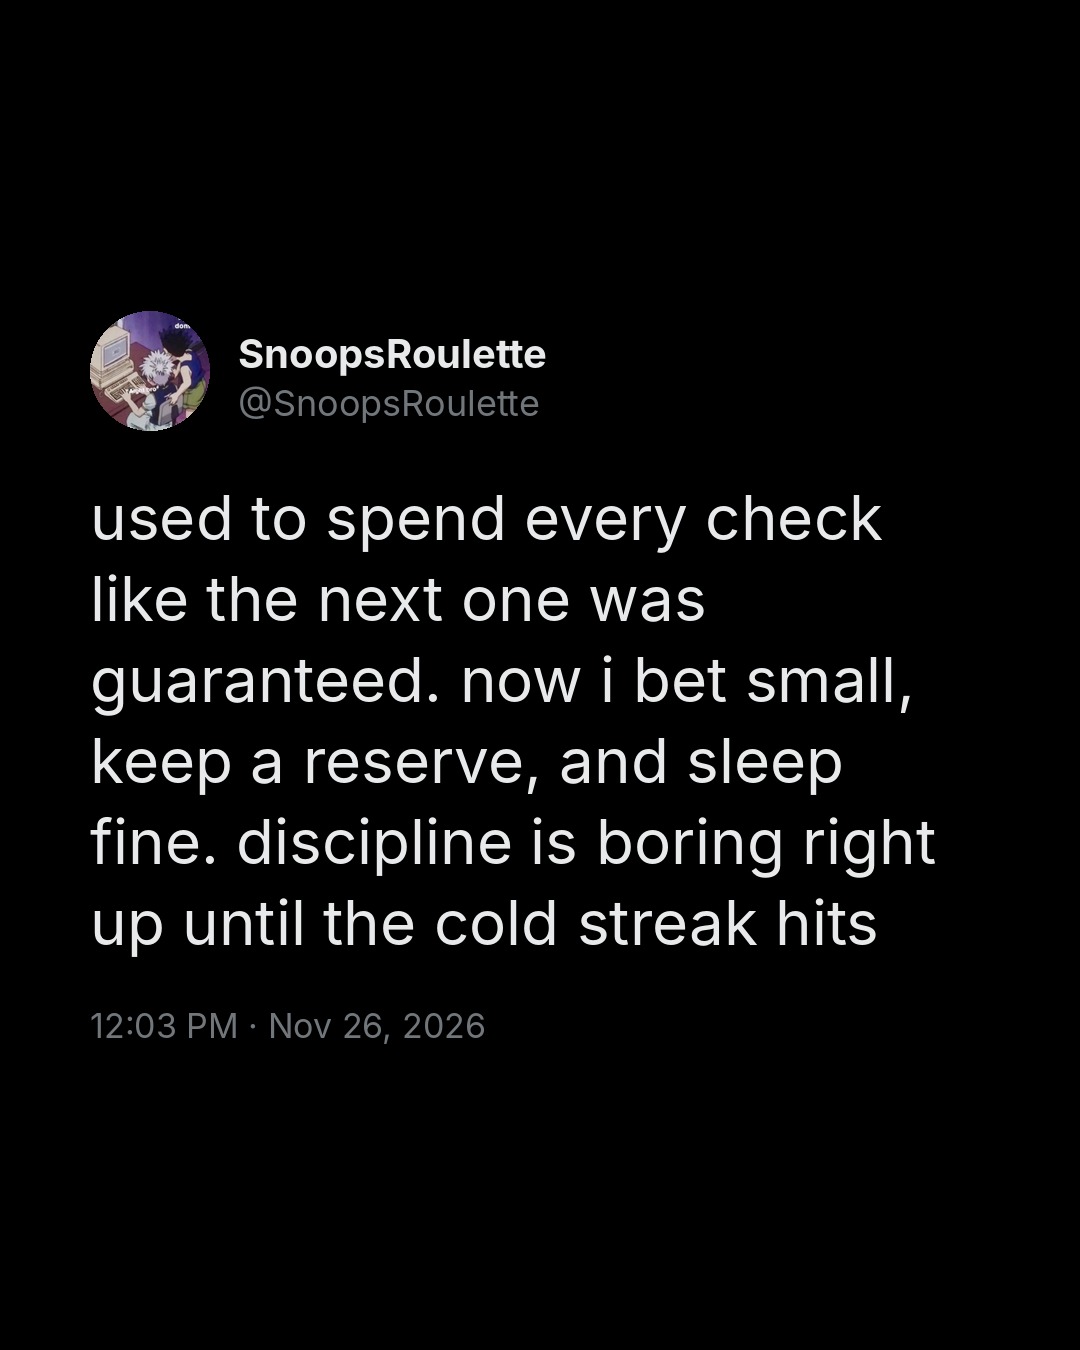 SnoopsRoulette
@SnoopsRoulette
used to spend every check
like the next one was
guaranteed. now i bet small,
keep a reserve, and sleep
fine. discipline is boring right
up until the cold streak hits
12:03 PM · Nov 26, 2026